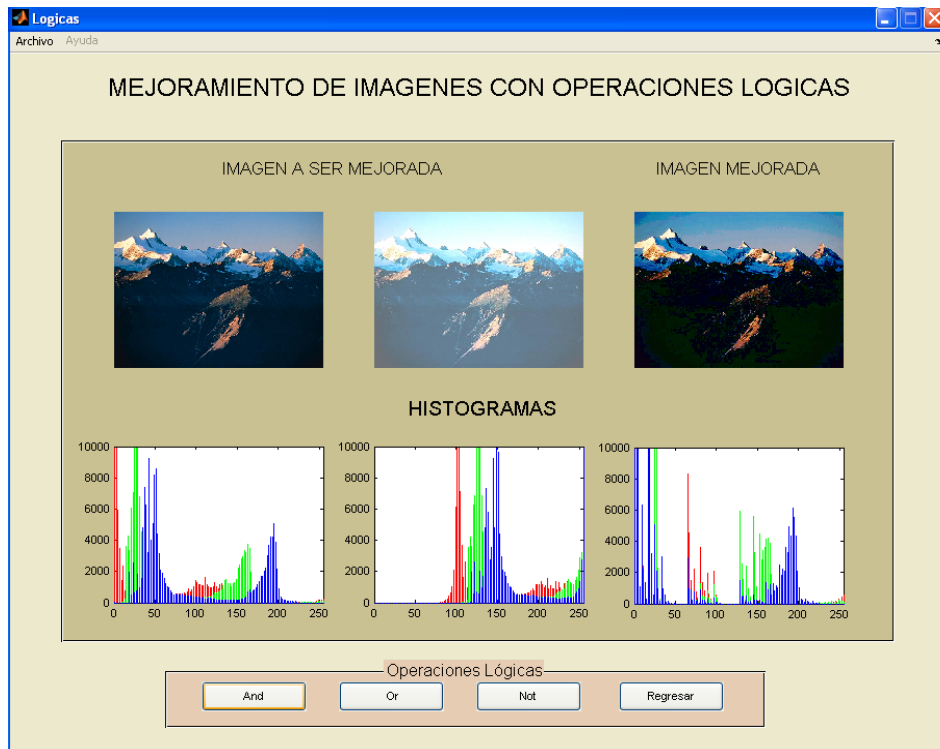 Logicas
Archivo Ayuda
MEJORAMIENTO DE IMAGENES CON OPERACIONES LOGICAS
IMAGEN A SER MEJORADA IMAGEN MEJORADA
HISTOGRAMAS
10000 10000 10000
8000 8000 8000
6000 6000 6000
4000 4000 4000
2000 2000 2000
0 0 0
0 50 100 150 200 250 0 50 100 150 200 250 0 50 100 150 200 250
Operaciones Lógicas
And Or Not Regresar